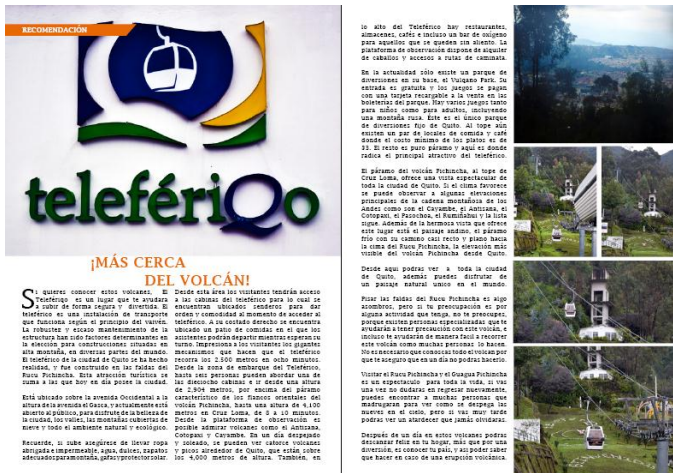 RECOMENDACIÓN
telefériQo
¡MÁS CERCA
DEL VOLCÁN!
Si quieres conocer estos volcanes, El
Teleférigo es un lugar que te ayudara
a subir de forma segura y divertida. El
teleférico es una instalación de transporte
que funciona según el principio del vaivén.
La robustez y escaso mantenimiento de la
estructura han sido factores determinantes en
la elección para construcciones situadas en
alta montaña, en diversas partes del mundo.
El teleférico de la ciudad de Quito se ha hecho
realidad, y fue construido en las faldas del
Rucu Pichincha. Esta atracción turística se
suma a las que hoy en día posee la ciudad.
Está ubicado sobre la avenida Occidental a la
altura de la avenida el Gasca, y actualmente está
abierto al público, para disfrute de la belleza de
la ciudad, los valles, las montañas cubiertas de
nieve y todo el ambiente natural y ecológico.
Recuerde, si sube asegúrese de llevar ropa
abrigada e impermeable, agua, dulces, zapatos
adecuados para montaña, gafas y protector solar.
Desde esta área los visitantes tendrán acceso
a las cabinas del teleférico para lo cual se
encuentran ubicados senderos para dar
orden y comodidad al momento de acceder al
teleférico. A su costado derecho se encuentra
ubicado un patio de comidas en el que los
asistentes podrán departir mientras esperan su
turno. Impresiona a los visitantes los gigantes
mecanismos que hacen que el teleférico
recorra los 2.500 metros en ocho minutos.
Desde la zona de embarque del Teleférico,
hasta seis personas pueden abordar una de
las dieciocho cabinas e ir desde una altura
de 2,904 metros, por encima del páramo
característico de los flancos orientales del
volcán Pichincha, hasta una altura de 4,100
metros en Cruz Loma, de 8 a 10 minutos.
Desde la plataforma de observación es
posible admirar volcanes como el Antisana,
Cotopaxi y Cayambe. En un día despejado
y soleado, se pueden ver catorce volcanes
y picos alrededor de Quito, que están sobre
los 4,000 metros de altura. También, en
lo alto del Teleférico hay restaurantes,
almacenes, cafés e incluso un bar de oxígeno
para aquellos que se queden sin aliento. La
plataforma de observación dispone de alquiler
de caballos y accesos a rutas de caminata.
En la actualidad sólo existe un parque de
diversiones en su base, el Vulqano Park. Su
entrada es gratuita y los juegos se pagan
con una tarjeta recargable a la venta en las
boleterías del parque. Hay varios juegos tanto
para niños como para adultos, incluyendo
una montaña rusa. Éste es el único parque
de diversiones fijo de Quito. Al tope aún
existen un par de locales de comida y café
donde el costo mínimo de los platos es de
3$. El resto es puro páramo y aquí es donde
radica el principal atractivo del teleférico.
El páramo del volcán Pichincha, al tope de
Cruz Loma, ofrece una vista espectacular de
toda la ciudad de Quito. Si el clima favorece
se puede observar a algunas elevaciones
principales de la cadena montañosa de los
Andes como son el Cayambe, el Antisana, el
Cotopaxi, el Pasochoa, el Rumiñahui y la lista
sigue. Además de la hermosa vista que ofrece
este lugar está el paisaje andino, el páramo
frío con su camino casi recto y plano hacia
la cima del Rucu Pichincha, la elevación más
visible del volcán Pichincha desde Quito.
Desde aquí podras ver a toda la ciudad
de Quito, además puedes disfrutar de
un paisaje natural unico en el mundo.
Pisar las faldas del Rucu Pichincha es algo
asombros, pero si tu preocupación es por
alguna actividad que tenga, no te preocupes,
porque existen personas especializadas que te
ayudarán a tener precaución con este volcán, e
incluso te ayudarán de manera fácil a recorrer
este volcán como muchas personas lo hacen.
No es necesario que conozcas todo el volcan por
que te aseguro que en un día no podras hacerlo.
Visitar el Rucu Pichincha y el Guagua Pichincha
es un espectaculo para toda la vida, si vas
una vez no dudaras en regresar nuevamente,
puedes encontrar a muchas personas que
madrugaran para ver como se despega las
nueves en el cielo, pero si vas muy tarde
podras ver un atardecer que jamás olvidaras.
Después de un día en estos volcanes podras
descanzar feliz en tu hogar, más que por una
diversión, es conocer tu país, y asi poder saber
que hacer en caso de una erupción volcánica.